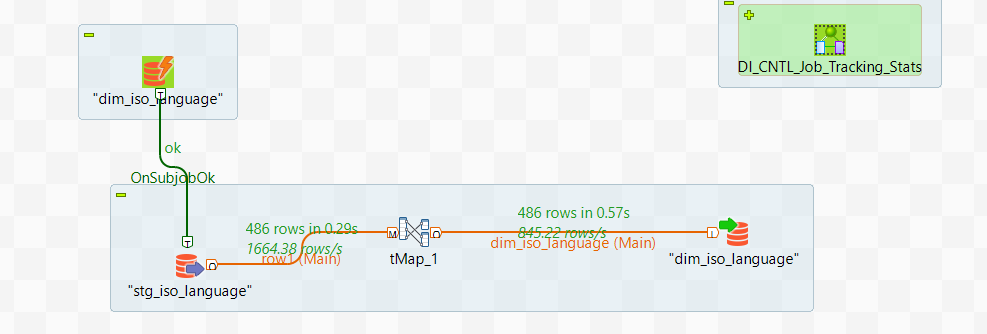 DI_CNTL_Job_Tracking_Stats
"dim_iso_language"
T
ok
OnSubjobOk
T
"stg_iso_language"
O
486 rows in 0.29s
1664.38 rows/s
row1 (Main)
M
O
tMap_1
486 rows in 0.57s
845.22 rows/s
dim_iso_language (Main)
I
"dim_iso_language"